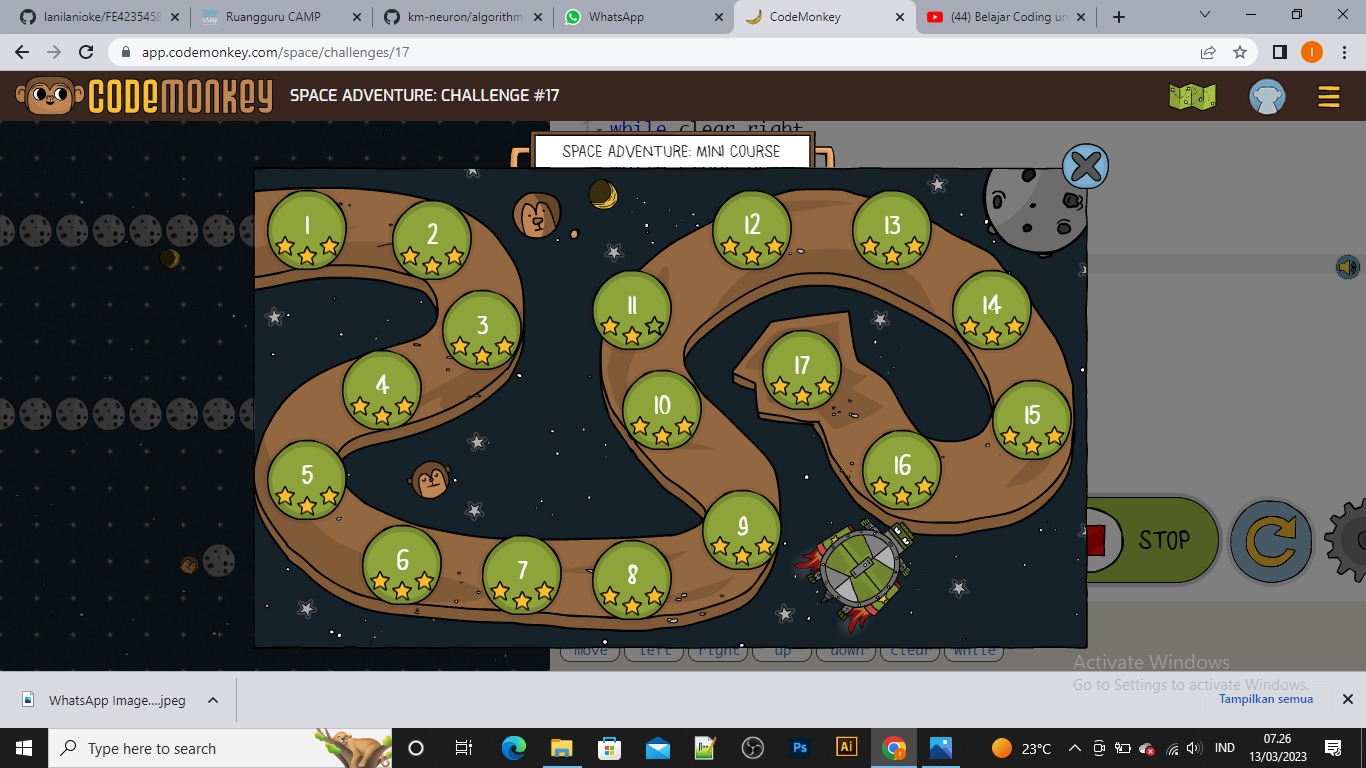 lanilanioke/FE4235458
Ruangguru CAMP
km-neuron/algorithm
WhatsApp
CodeMonkey
(44) Belajar Coding un
app.codemonkey.com/space/challenges/17
I
CODEMONKEY
SPACE ADVENTURE: CHALLENGE #17
1 while clear right
SPACE ADVENTURE: MINI COURSE
1
2
12
13
11
14
3
17
4
10
15
16
5
9
6
7
8
STOP
move left right up down clear while
Activate Windows
Go to Settings to activate Windows.
WhatsApp Image....jpeg
Tampilkan semua
Type here to search
Ps
Ai
23°C
IND
07.26
13/03/2023